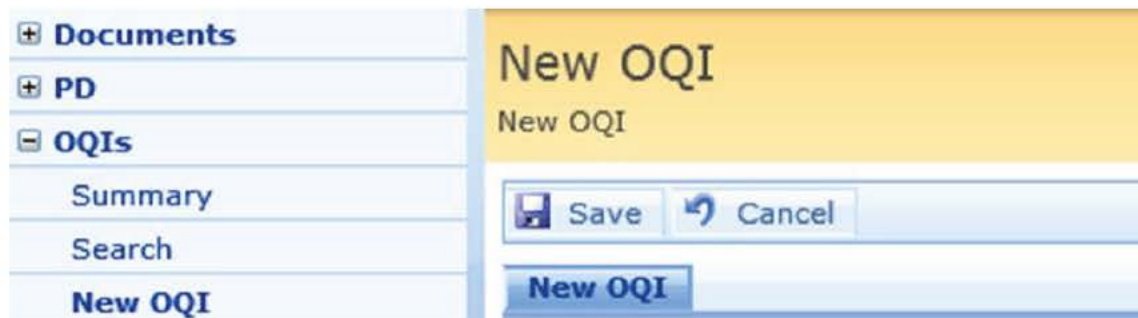 Documents
PD
OQIs
Summary
Search
New OQI
New OQI
New OQI
Save Cancel
New OQI